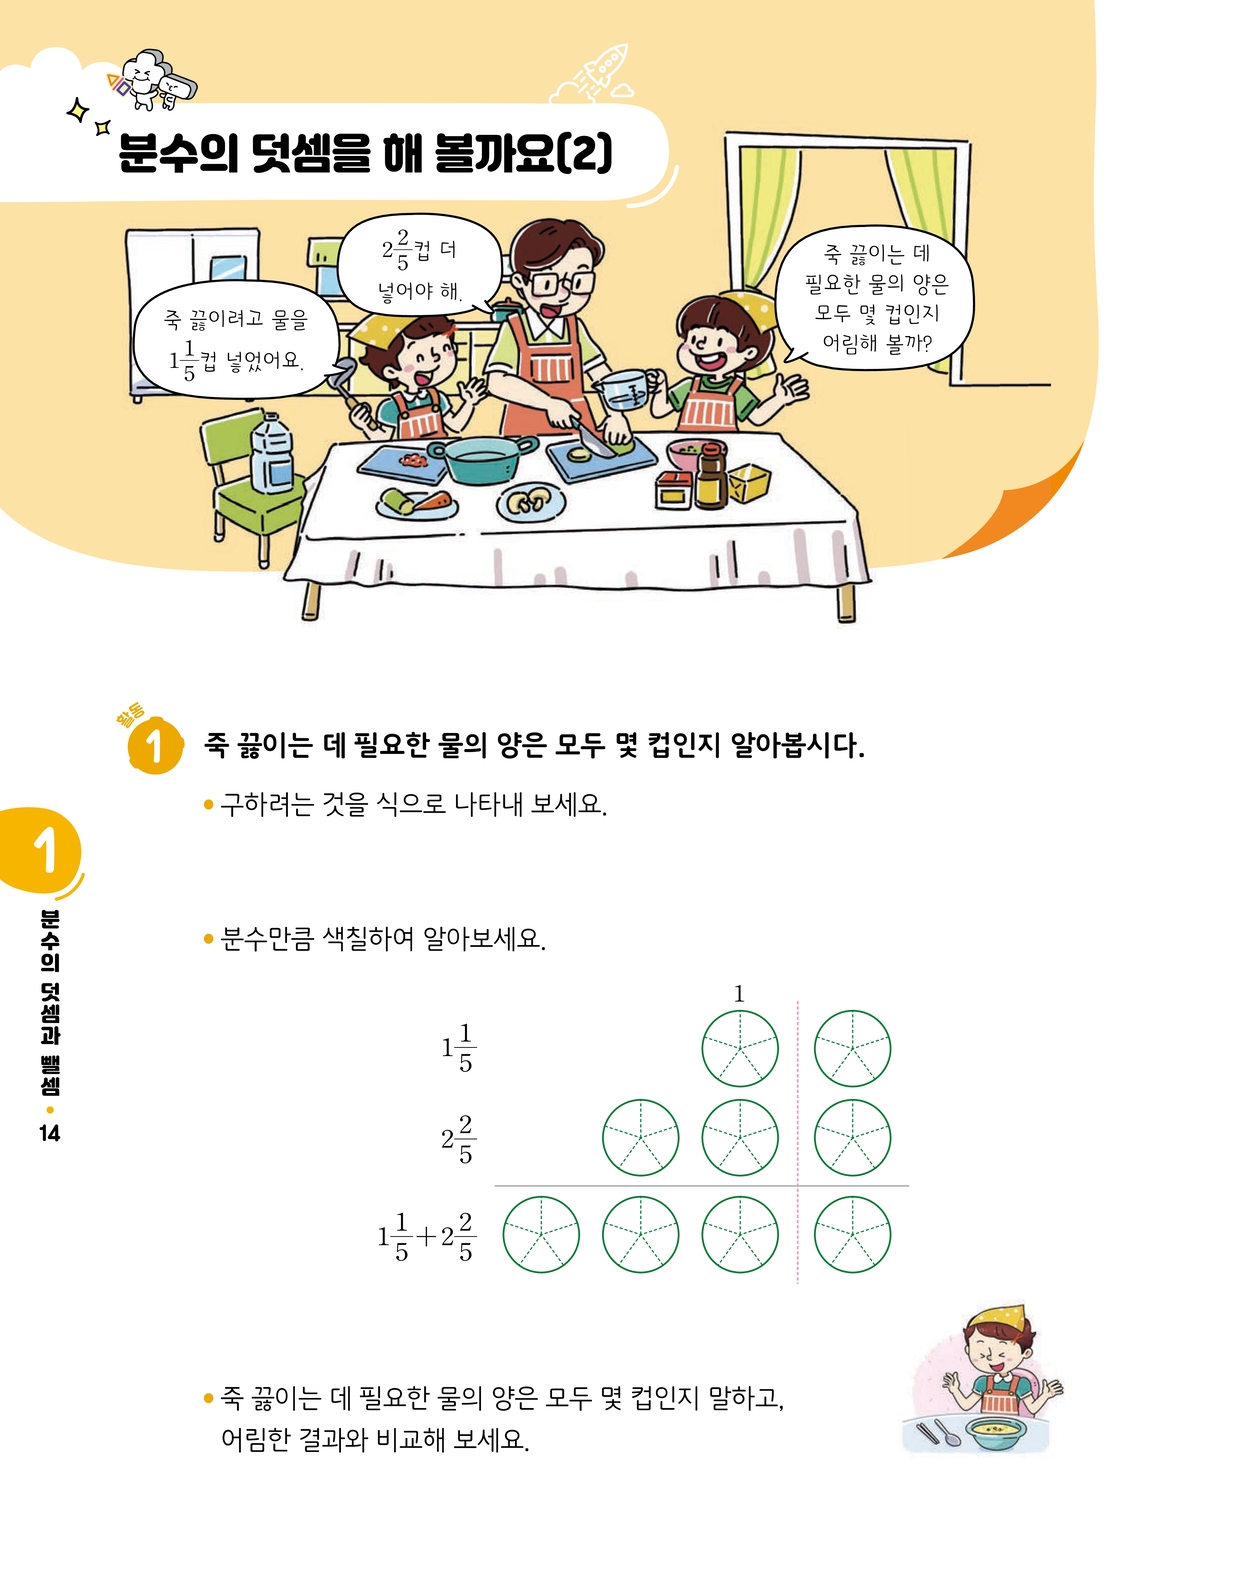 분수의 덧셈을 해 볼까요(2)
죽 끓이려고 물을
1 1/5컵 넣었어요.
2 2/5컵 더
넣어야 해.
죽 끓이는 데
필요한 물의 양은
모두 몇 컵인지
어림해 볼까?
활동
1 죽 끓이는 데 필요한 물의 양은 모두 몇 컵인지 알아봅시다.
• 구하려는 것을 식으로 나타내 보세요.
• 분수만큼 색칠하여 알아보세요.
1
1 1/5
2 2/5
1 1/5+2 2/5
• 죽 끓이는 데 필요한 물의 양은 모두 몇 컵인지 말하고,
어림한 결과와 비교해 보세요.
1
분수의 덧셈과 뺄셈 • 14